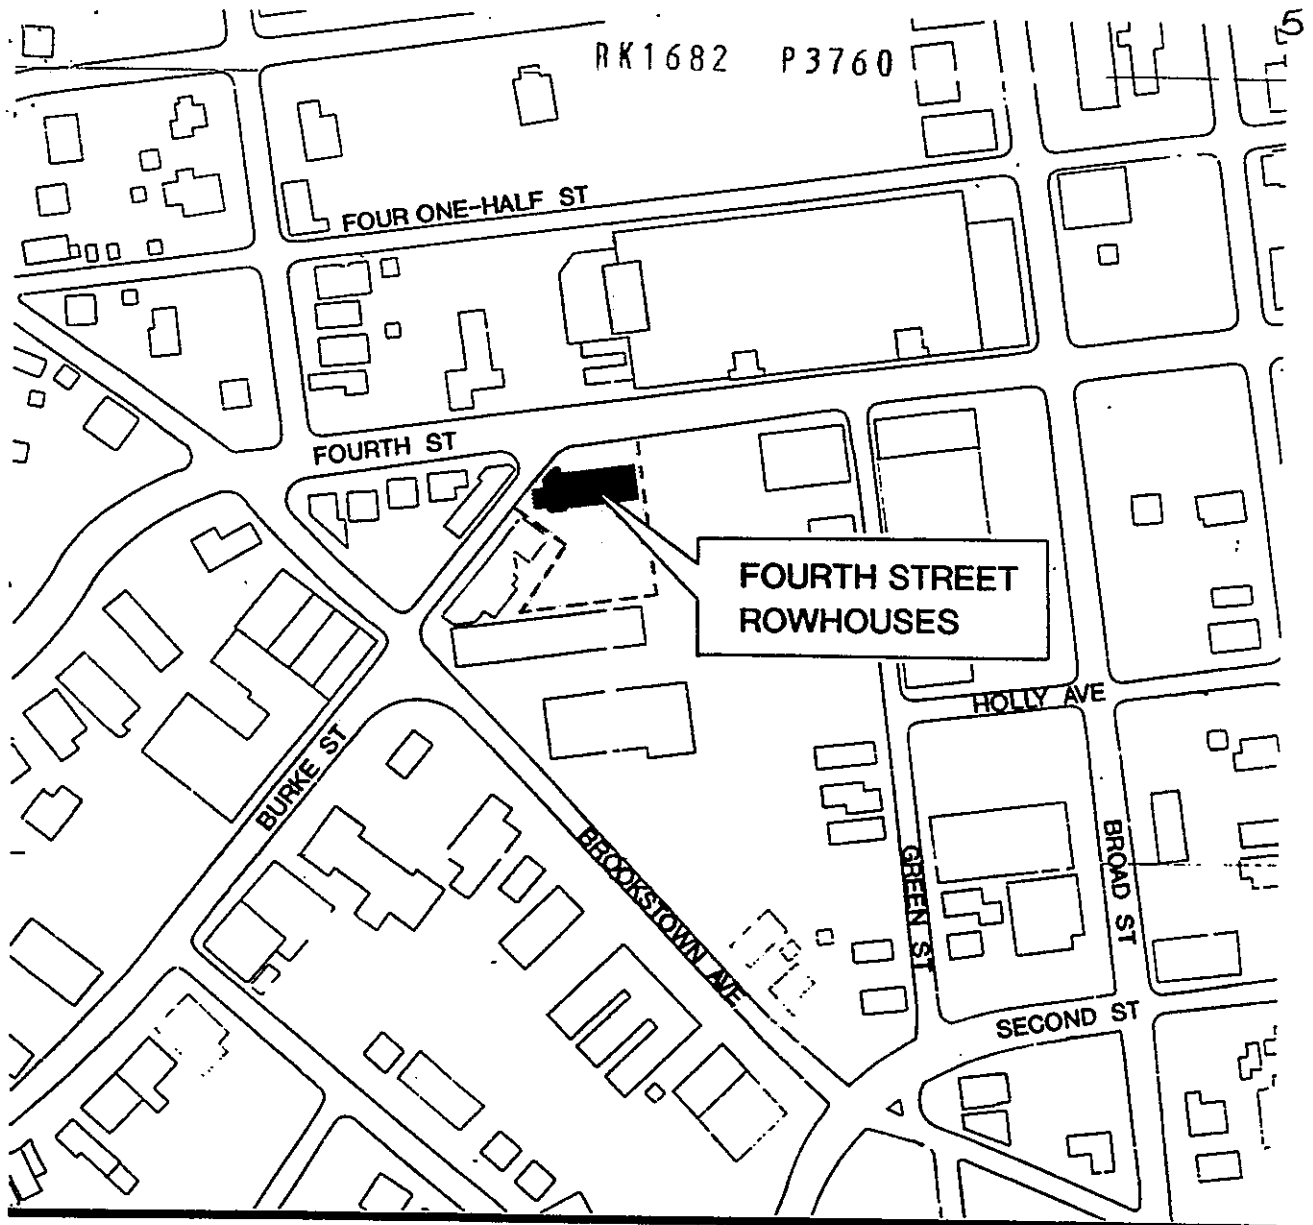 5
BK1682 P3760
FOUR ONE-HALF ST
FOURTH ST
FOURTH STREET
ROWHOUSES
HOLLY AVE
BURKE ST
BROOKSTOWN AVE
GREEN ST
BROAD ST
SECOND ST